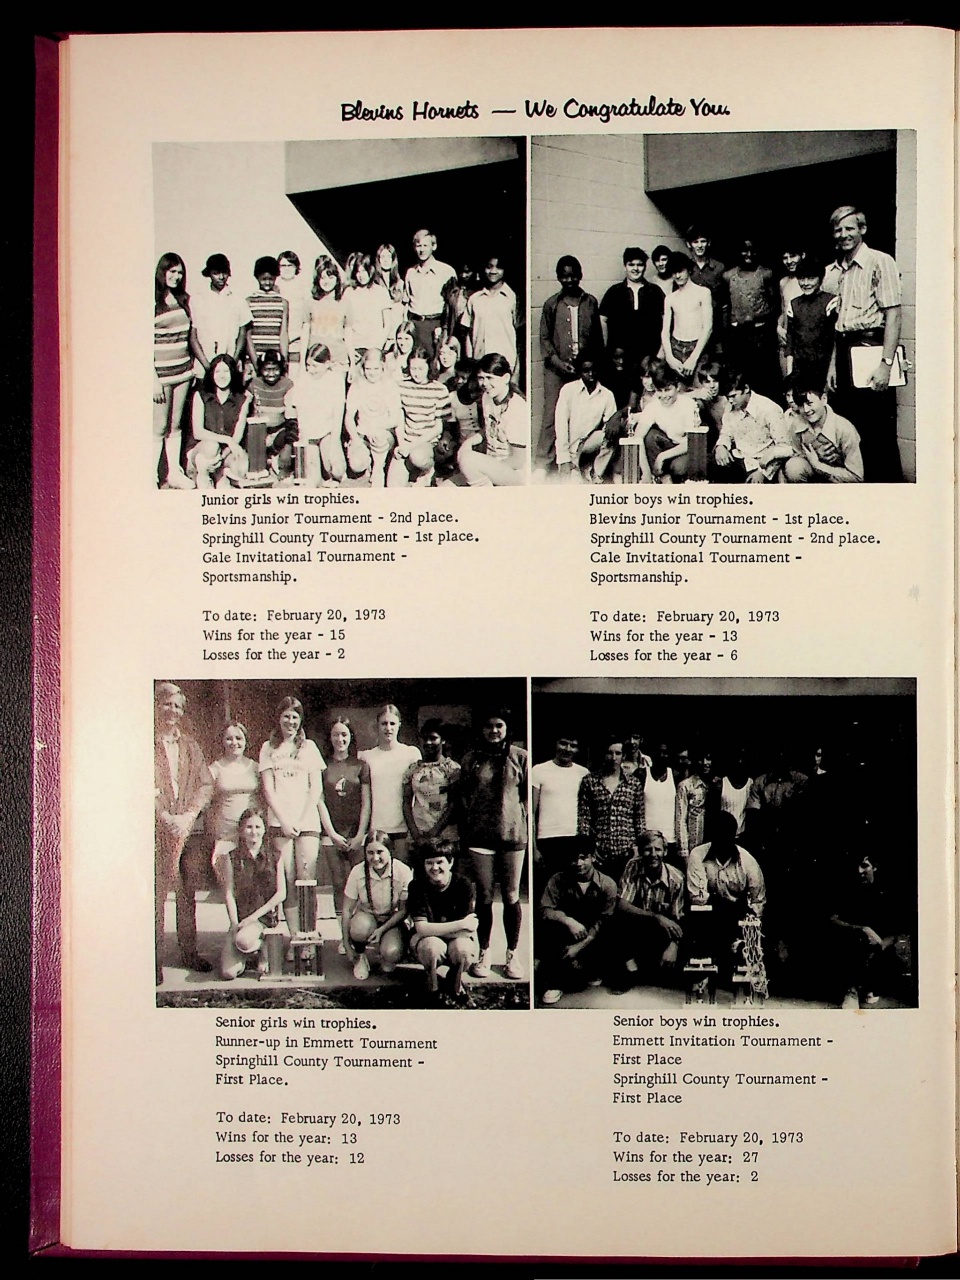 Blevins Hornets — We Congratulate You.
Junior girls win trophies.
Belvins Junior Tournament - 2nd place.
Springhill County Tournament - 1st place.
Gale Invitational Tournament -
Sportsmanship.
To date: February 20, 1973
Wins for the year - 15
Losses for the year - 2
Junior boys win trophies.
Blevins Junior Tournament - 1st place.
Springhill County Tournament - 2nd place.
Cale Invitational Tournament -
Sportsmanship.
To date: February 20, 1973
Wins for the year - 13
Losses for the year - 6
Senior girls win trophies.
Runner-up in Emmett Tournament
Springhill County Tournament -
First Place.
To date: February 20, 1973
Wins for the year: 13
Losses for the year: 12
Senior boys win trophies.
Emmett Invitation Tournament -
First Place
Springhill County Tournament -
First Place
To date: February 20, 1973
Wins for the year: 27
Losses for the year: 2